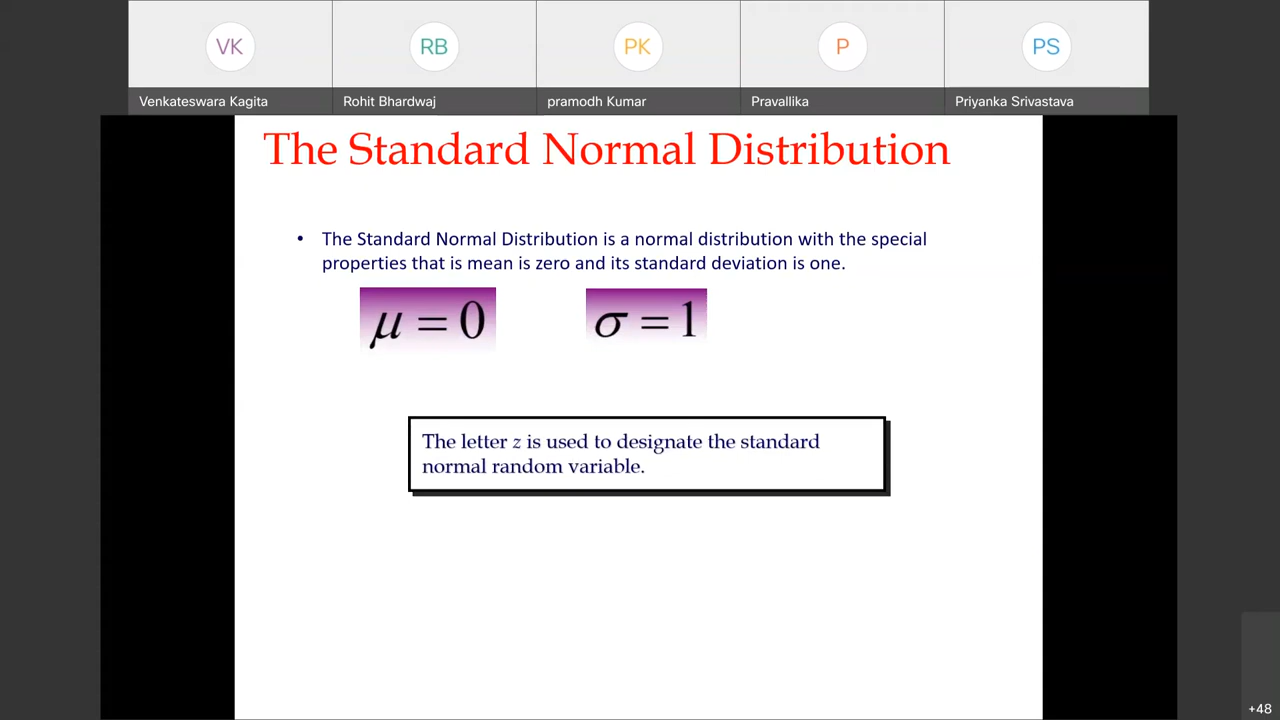 VK
RB
PK
P
PS
Venkateswara Kagita
Rohit Bhardwaj
pramodh Kumar
Pravallika
Priyanka Srivastava
The Standard Normal Distribution
• The Standard Normal Distribution is a normal distribution with the special
properties that is mean is zero and its standard deviation is one.
μ = 0
σ = 1
The letter z is used to designate the standard
normal random variable.
+48